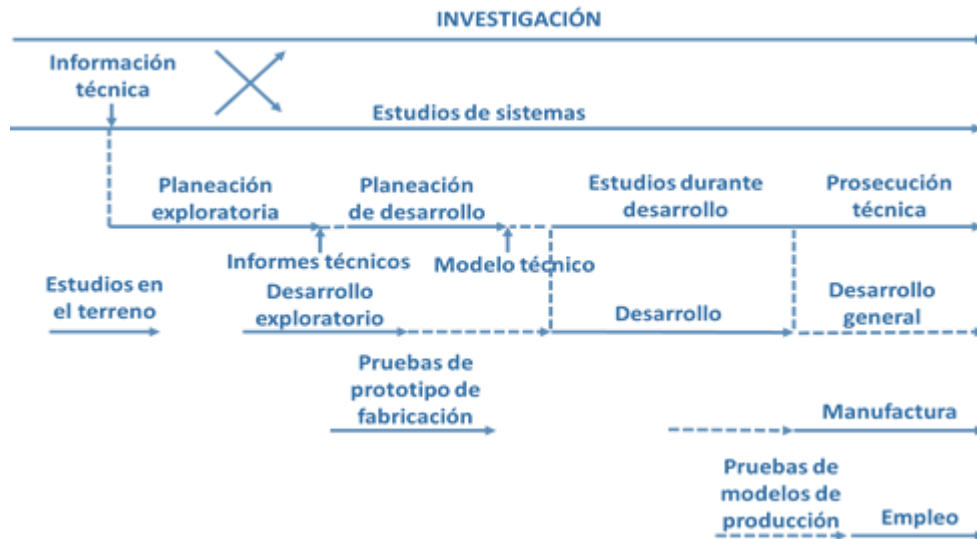 INVESTIGACIÓN
Información
técnica
Estudios de sistemas
Planeación
exploratoria
Planeación
de desarrollo
Estudios durante
desarrollo
Prosecución
técnica
Informes técnicos
Modelo técnico
Estudios en
el terreno
Desarrollo
exploratorio
Desarrollo
Desarrollo
general
Pruebas de
prototipo de
fabricación
Manufactura
Pruebas de
modelos de
producción
Empleo